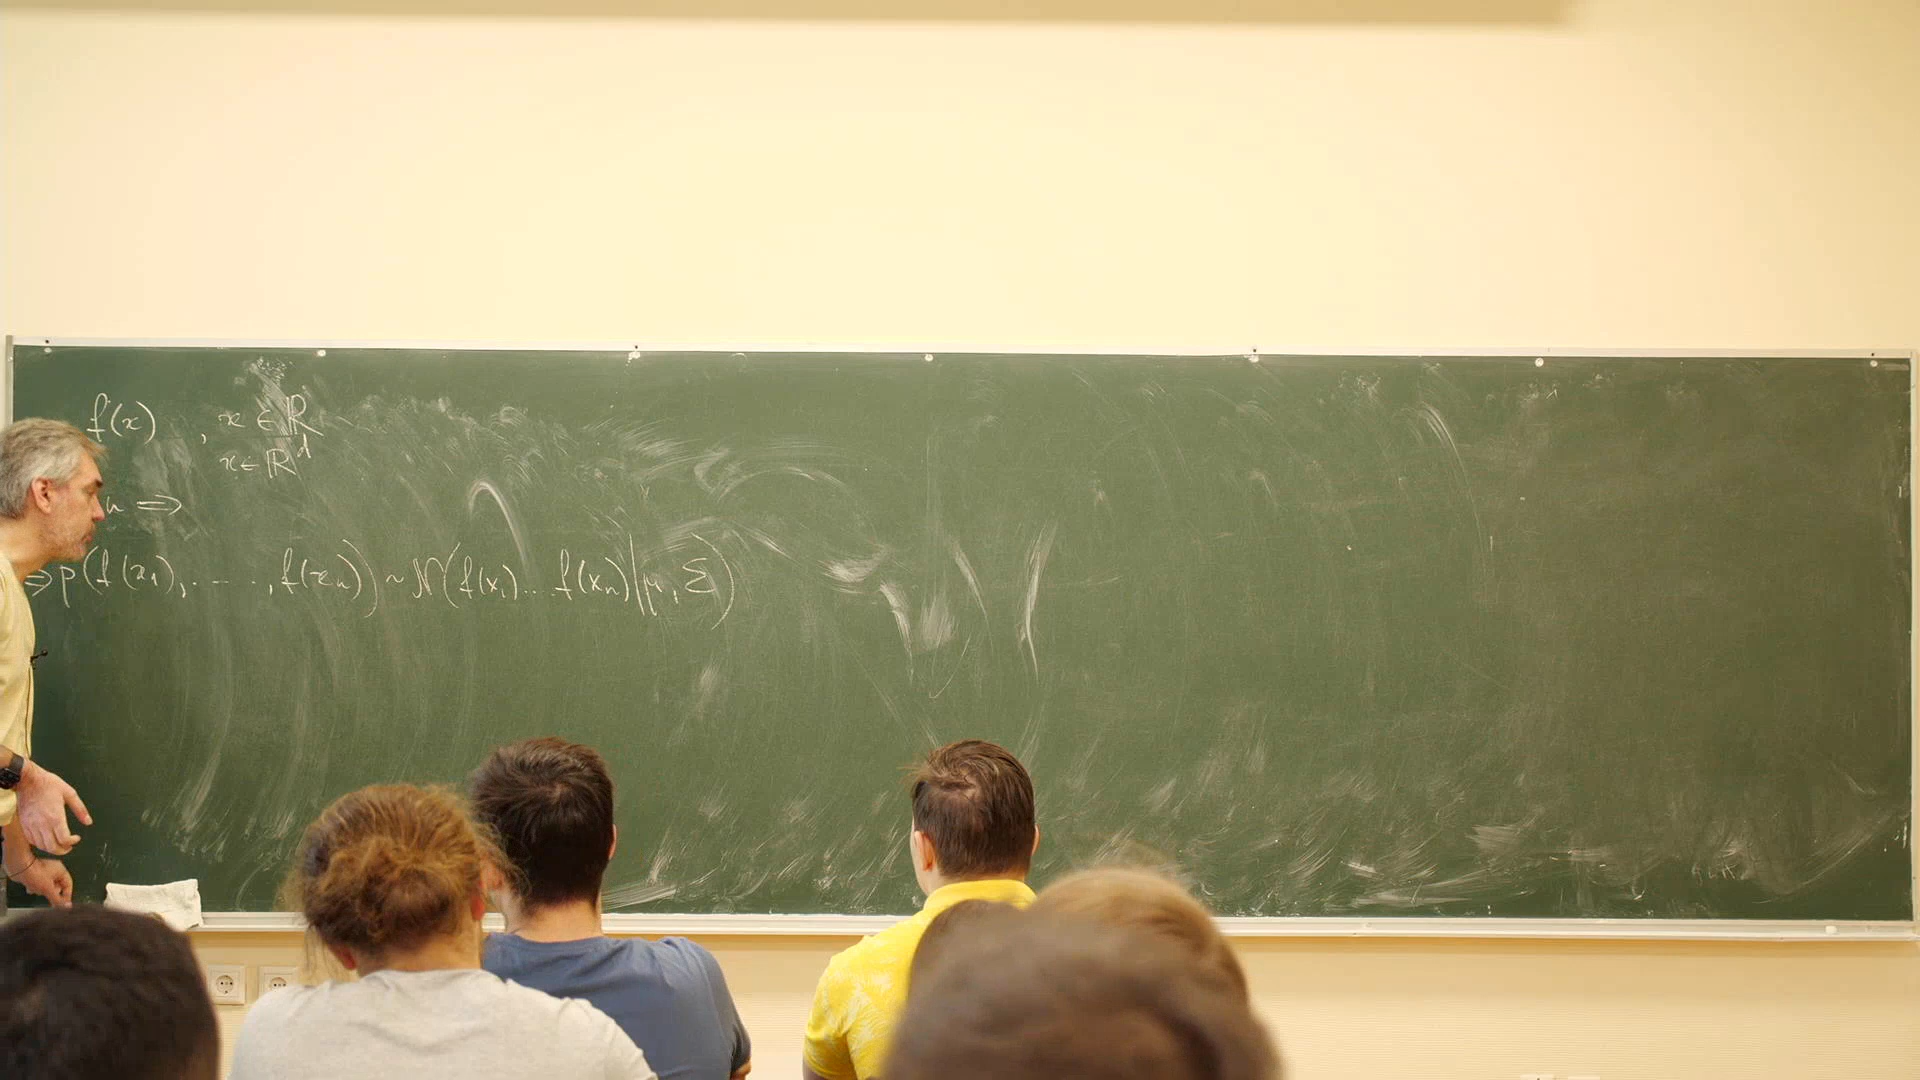 f(x) , x ∈ ℝ
x ∈ ℝ^d
n ⇒
⇒ p(f(x₁), . - - . , f(xₙ)) ~ 𝒩(f(x₁)...f(xₙ)|μ, Σ)